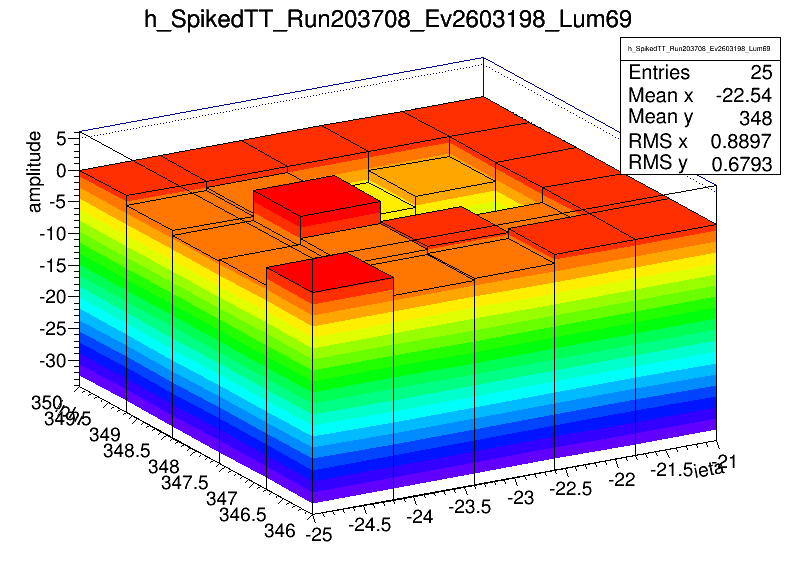 h_SpikedTT_Run203708_Ev2603198_Lum69
h_SpikedTT_Run203708_Ev2603198_Lum69
Entries 25
Mean x -22.54
Mean y 348
RMS x 0.8897
RMS y 0.6793
amplitude
5
0
-5
-10
-15
-20
-25
-30
350
349.5
349
348.5
348
347.5
347
346.5
346
-25
-24.5
-24
-23.5
-23
-22.5
-22
-21.5
-21
ieta